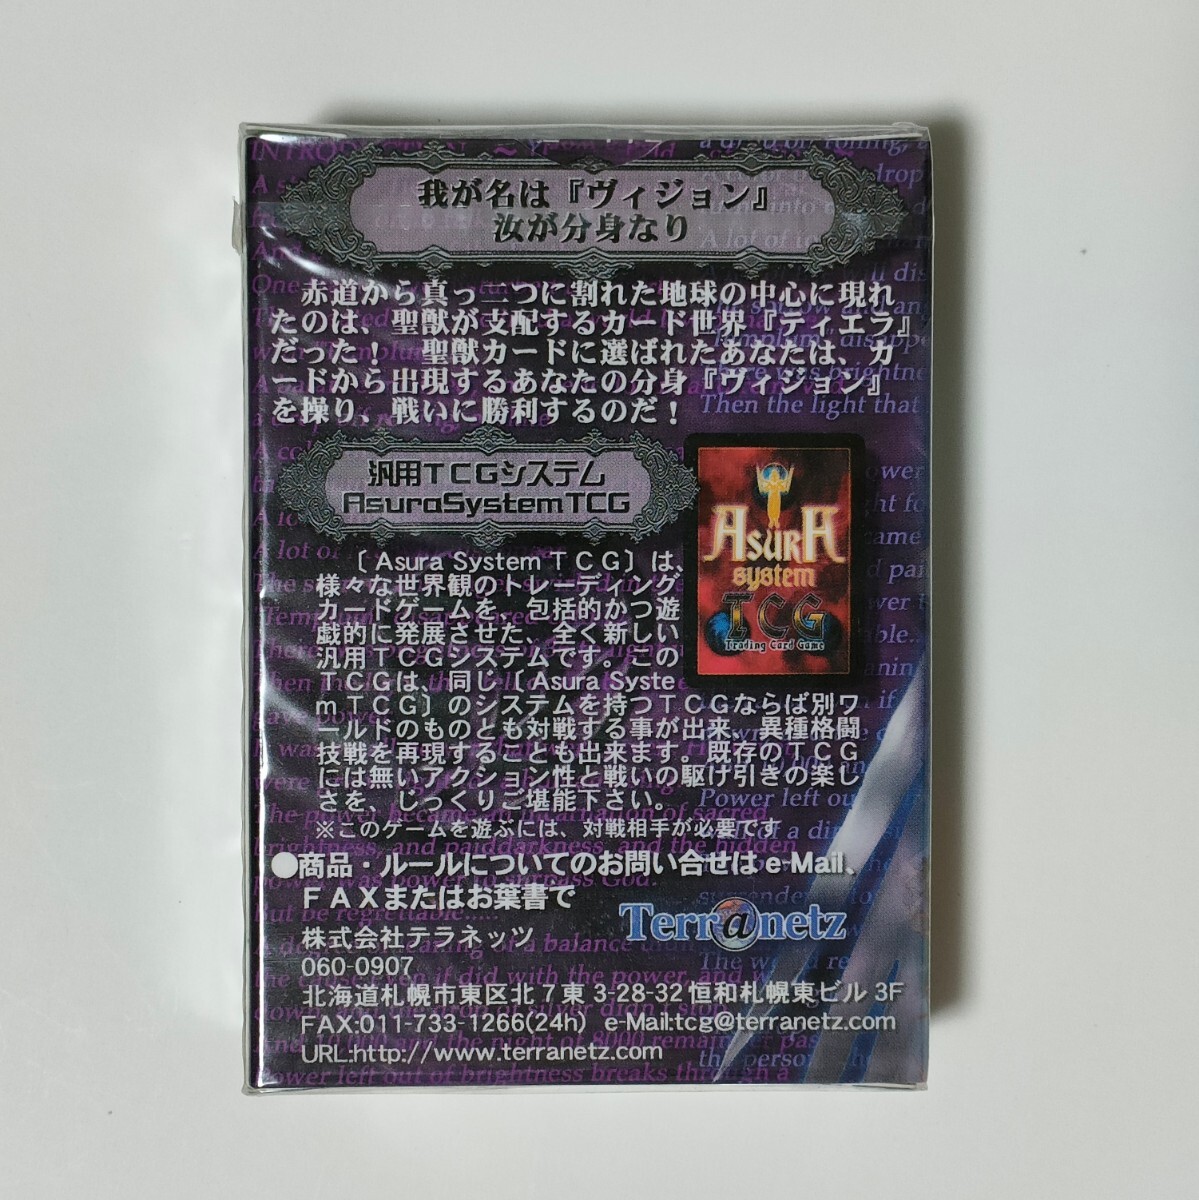 我が名は『ヴィジョン』
汝が分身なり
赤道から真っ二つに割れた地球の中心に現れ
たのは、聖獣が支配するカード世界『ティエラ』
だった！　聖獣カードに選ばれたあなたは、カ
ードから出現するあなたの分身『ヴィジョン』
を操り、戦いに勝利するのだ！
Then the light that
汎用TCGシステム
AsuraSystemTCG
ASURA
system
TCG
Trading Card Game
〔Asura System TCG〕は、
様々な世界観のトレーディング
カードゲームを、包括的かつ遊
戯的に発展させた、全く新しい
汎用TCGシステムです。この
TCGは、同じ〔Asura Syste
m TCG〕のシステムを持つTCGならば別ワ
ールドのものとも対戦する事が出来、異種格闘
技戦を再現することも出来ます。既存のTCG
には無いアクション性と戦いの駆け引きの楽し
さを、じっくりご堪能下さい。
※このゲームを遊ぶには、対戦相手が必要です
●商品・ルールについてのお問い合せは e-Mail、
FAXまたはお葉書で
Terr@netz
株式会社テラネッツ
060-0907
北海道札幌市東区北７東 3-28-32 恒和札幌東ビル 3F
FAX:011-733-1266(24h) e-Mail:tcg@terranetz.com
URL:http://www.terranetz.com